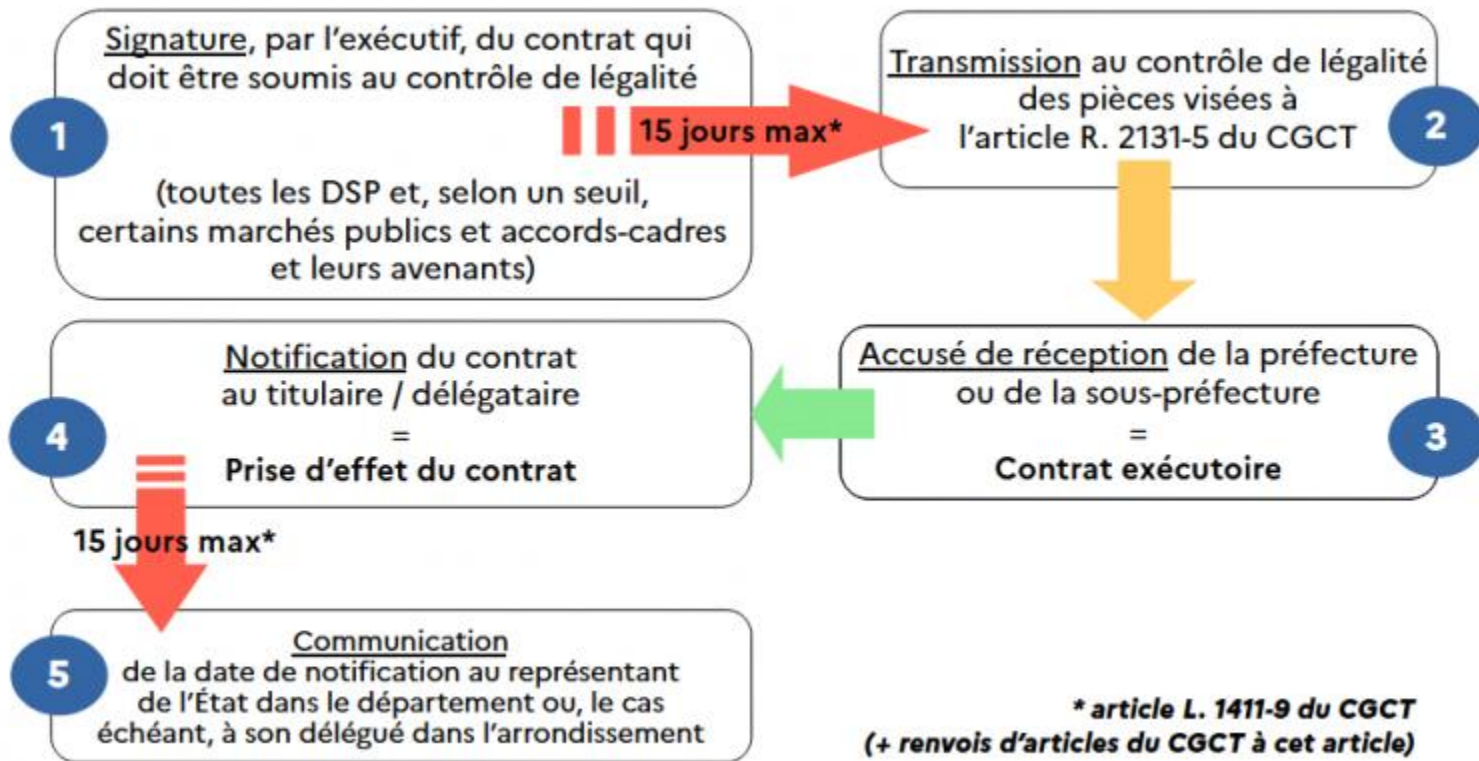 1
Signature, par l'exécutif, du contrat qui
doit être soumis au contrôle de légalité
(toutes les DSP et, selon un seuil,
certains marchés publics et accords-cadres
et leurs avenants)
15 jours max*
2
Transmission au contrôle de légalité
des pièces visées à
l'article R. 2131-5 du CGCT
3
Accusé de réception de la préfecture
ou de la sous-préfecture
=
Contrat exécutoire
4
Notification du contrat
au titulaire / délégataire
=
Prise d'effet du contrat
15 jours max*
5
Communication
de la date de notification au représentant
de l'État dans le département ou, le cas
échéant, à son délégué dans l'arrondissement
* article L. 1411-9 du CGCT
(+ renvois d'articles du CGCT à cet article)